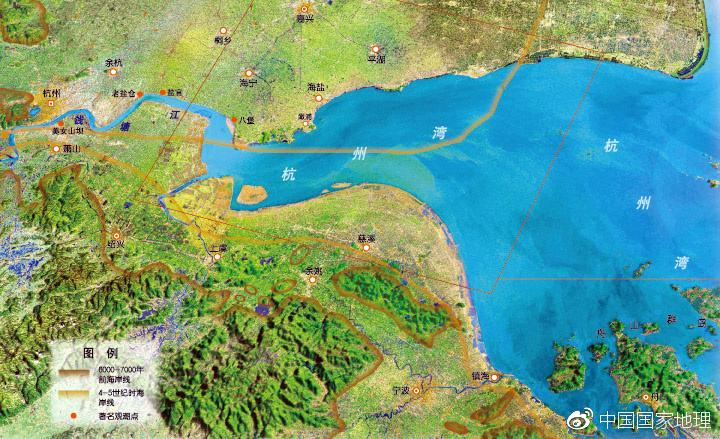 嘉兴
桐乡
平湖
余杭
海宁
海盐
杭州
老盐仓
盐官
八堡
澉浦
美女山坝
钱
塘
江
萧山
杭
州
湾
杭
州
湾
绍兴
上虞
慈溪
余姚
舟
山
群
岛
宁波
镇海
舟
图 例
6000-7000年
前海岸线
4-5世纪时海
岸线
著名观潮点
中国国家地理